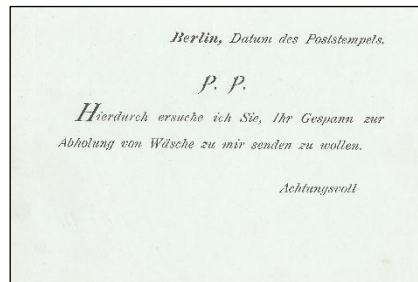 Berlin, Datum des Poststempels.
P. P.
Hierdurch ersuche ich Sie, Ihr Gespann zur
Abholung von Wäsche zu mir senden zu wollen.
Achtungsvoll